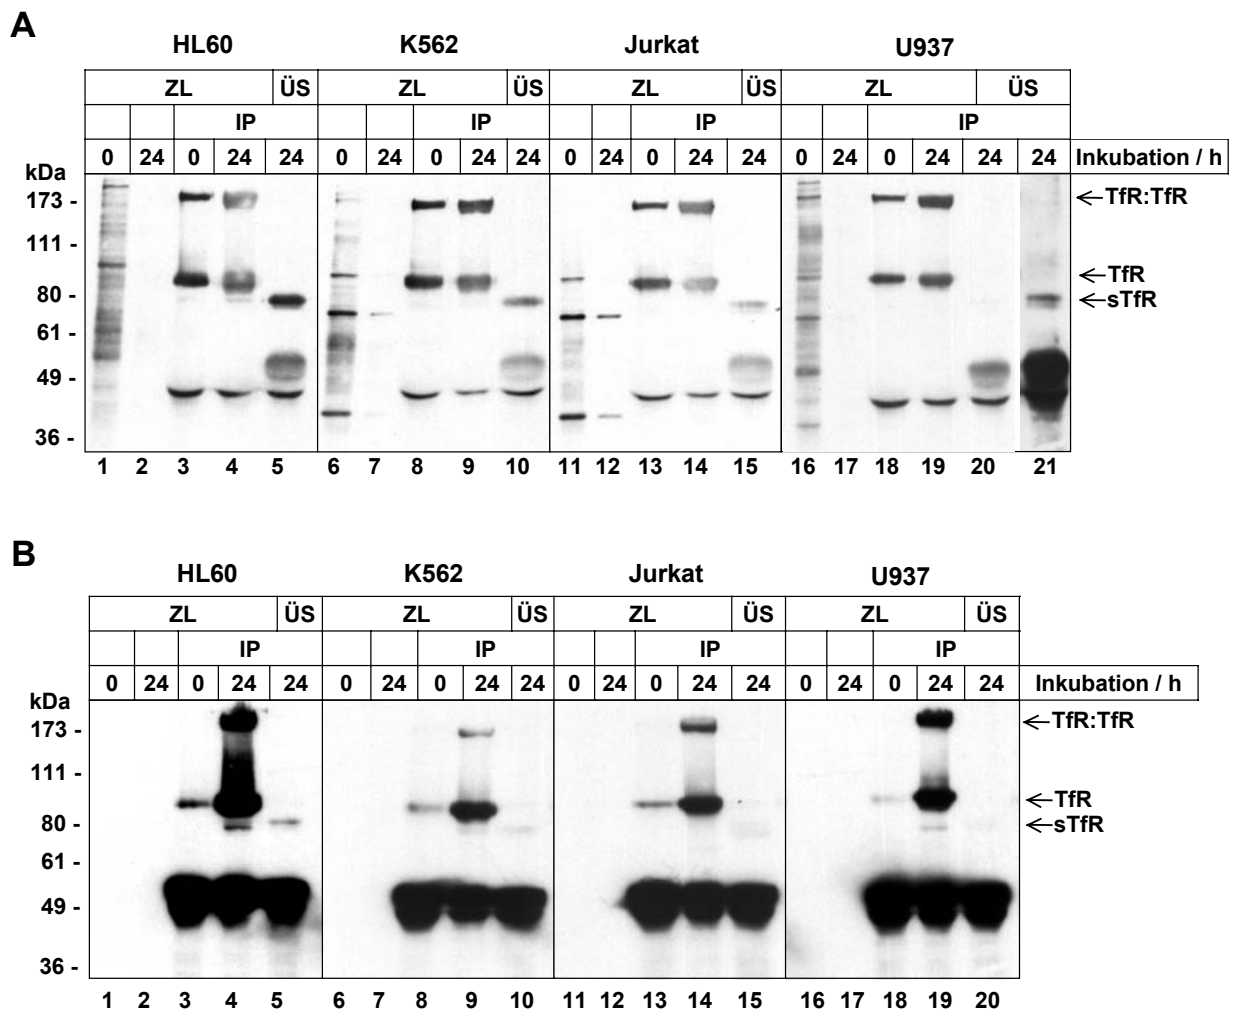 A
HL60 K562 Jurkat U937
ZL ÜS ZL ÜS ZL ÜS ZL ÜS
IP IP IP IP
0 24 0 24 24 0 24 0 24 24 0 24 0 24 24 0 24 0 24 24 24 Inkubation / h
kDa
173 - TfR:TfR
111 -
TfR
80 - sTfR
61 -
49 -
36 -
1 2 3 4 5 6 7 8 9 10 11 12 13 14 15 16 17 18 19 20 21
B
HL60 K562 Jurkat U937
ZL ÜS ZL ÜS ZL ÜS ZL ÜS
IP IP IP IP
0 24 0 24 24 0 24 0 24 24 0 24 0 24 24 0 24 0 24 24 Inkubation / h
kDa
173 - TfR:TfR
111 -
TfR
80 - sTfR
61 -
49 -
36 -
1 2 3 4 5 6 7 8 9 10 11 12 13 14 15 16 17 18 19 20